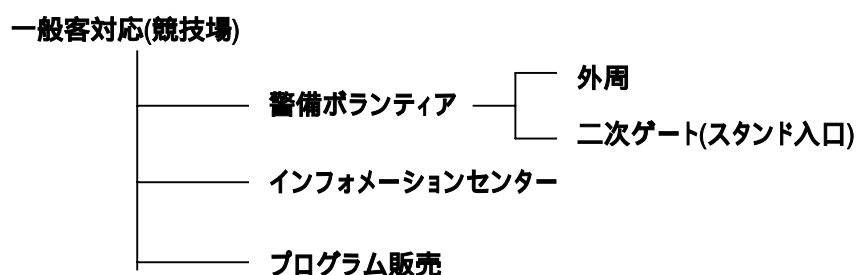 一般客対応(競技場)
警備ボランティア
外周
二次ゲート(スタンド入口)
インフォメーションセンター
プログラム販売